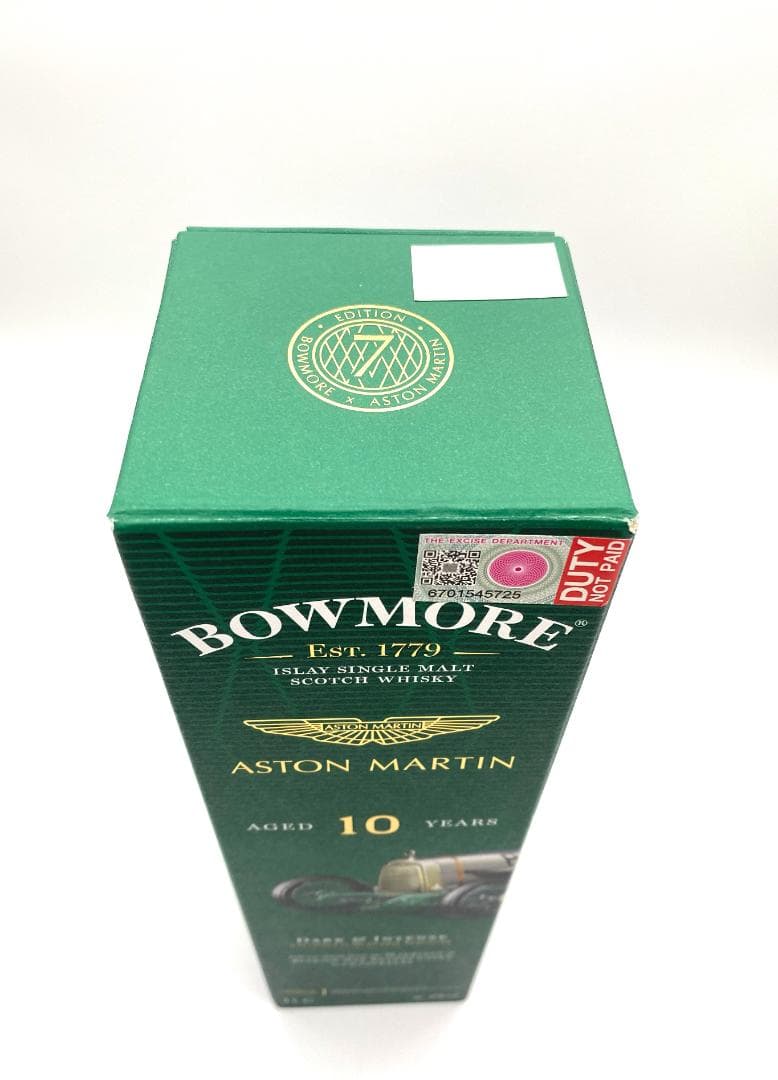 EDITION
7
BOWMORE x ASTON MARTIN
THE EXCISE DEPARTMENT
6701545725
DUTY
NOT PAID
BOWMORE®
EST. 1779
ISLAY SINGLE MALT
SCOTCH WHISKY
ASTON MARTIN
ASTON MARTIN
AGED 10 YEARS
DARK & INTENSE